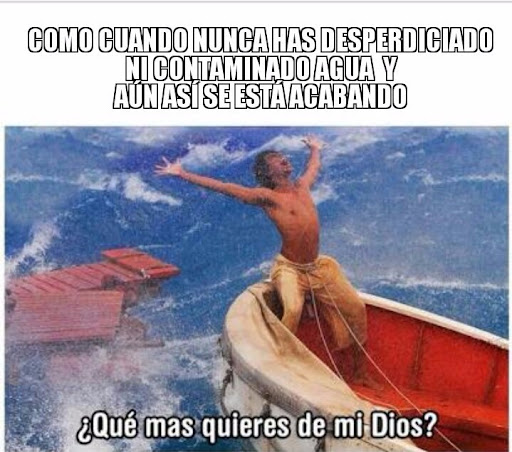 COMO CUANDO NUNCA HAS DESPERDICIADO
NI CONTAMINADO AGUA Y
AÚN ASÍ SE ESTÁ ACABANDO
¿Qué mas quieres de mi Dios?